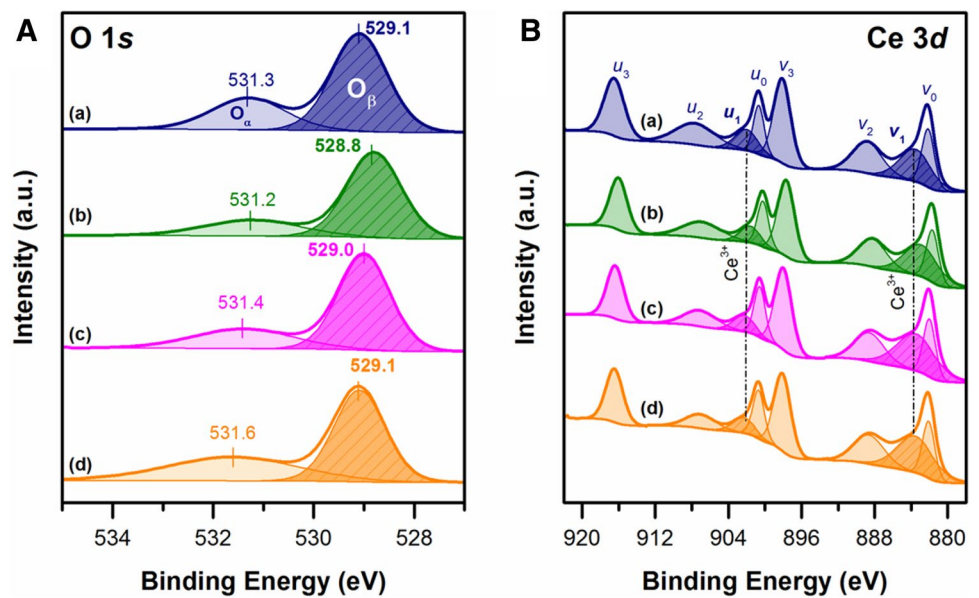 A
O 1s
Intensity (a.u.)
529.1
531.3
Oα
Oβ
(a)
528.8
531.2
(b)
529.0
531.4
(c)
529.1
531.6
(d)
534
532
530
528
Binding Energy (eV)
B
Ce 3d
Intensity (a.u.)
u3
u2
u1
u0
v3
v2
v1
v0
(a)
(b)
Ce3+
Ce3+
(c)
(d)
920
912
904
896
888
880
Binding Energy (eV)